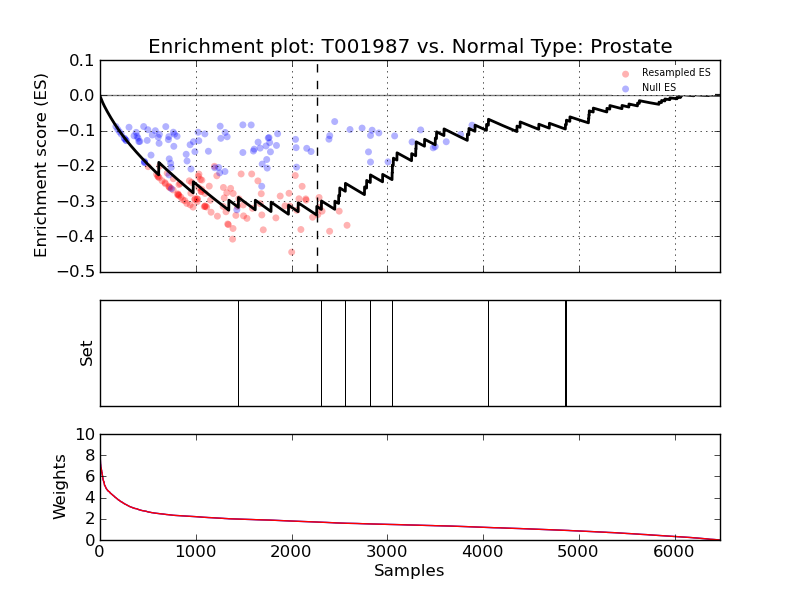 Enrichment plot: T001987 vs. Normal Type: Prostate
Enrichment score (ES)
0.1
0.0
−0.1
−0.2
−0.3
−0.4
−0.5
Resampled ES
Null ES
Set
Weights
10
8
6
4
2
0
0 1000 2000 3000 4000 5000 6000
Samples